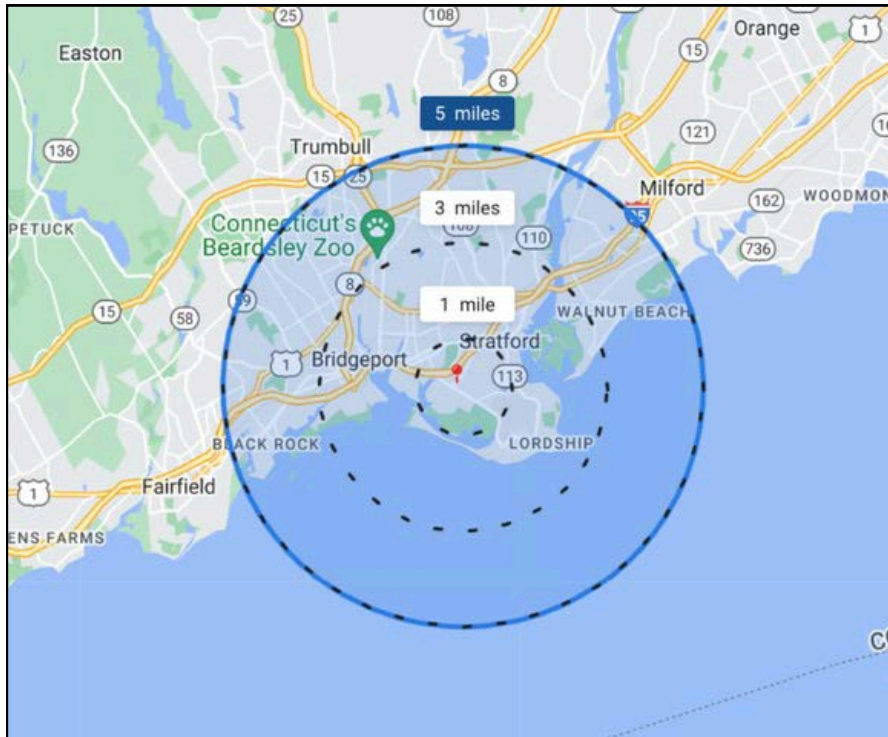 25
108
Orange
1
Easton
15
8
5 miles
136
121
Trumbull
15
25
Milford
3 miles
162
WOODMON
Connecticut's
Beardsley Zoo
95
PETUCK
108
110
736
8
59
1 mile
15
58
WALNUT BEACH
Stratford
1
Bridgeport
113
BLACK ROCK
LORDSHIP
Fairfield
1
ENS FARMS